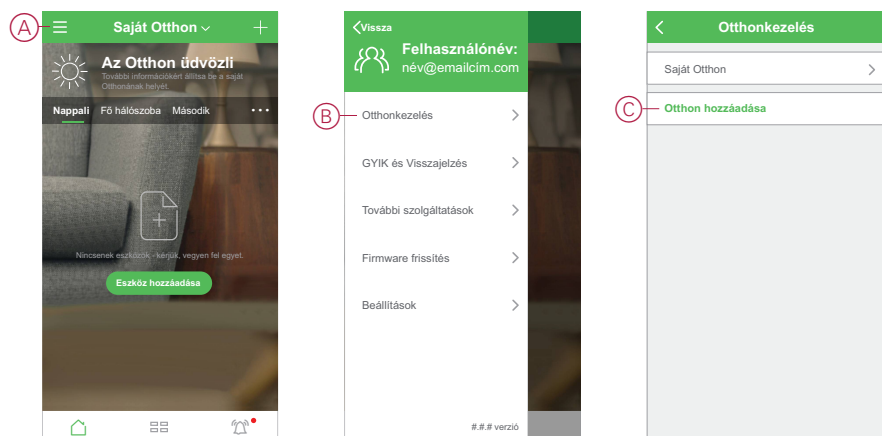 A
Saját Otthon
Az Otthon üdvözli
További információkért állítsa be a saját
Otthonának helyét.
Nappali Fő hálószoba Második
Nincsenek eszközök - kérjük, vegyen fel egyet.
Eszköz hozzáadása
Vissza
Felhasználónév:
név@emailcím.com
B
Otthonkezelés
GYIK és Visszajelzés
További szolgáltatások
Firmware frissítés
Beállítások
#.#.# verzió
Otthonkezelés
Saját Otthon
C
Otthon hozzáadása